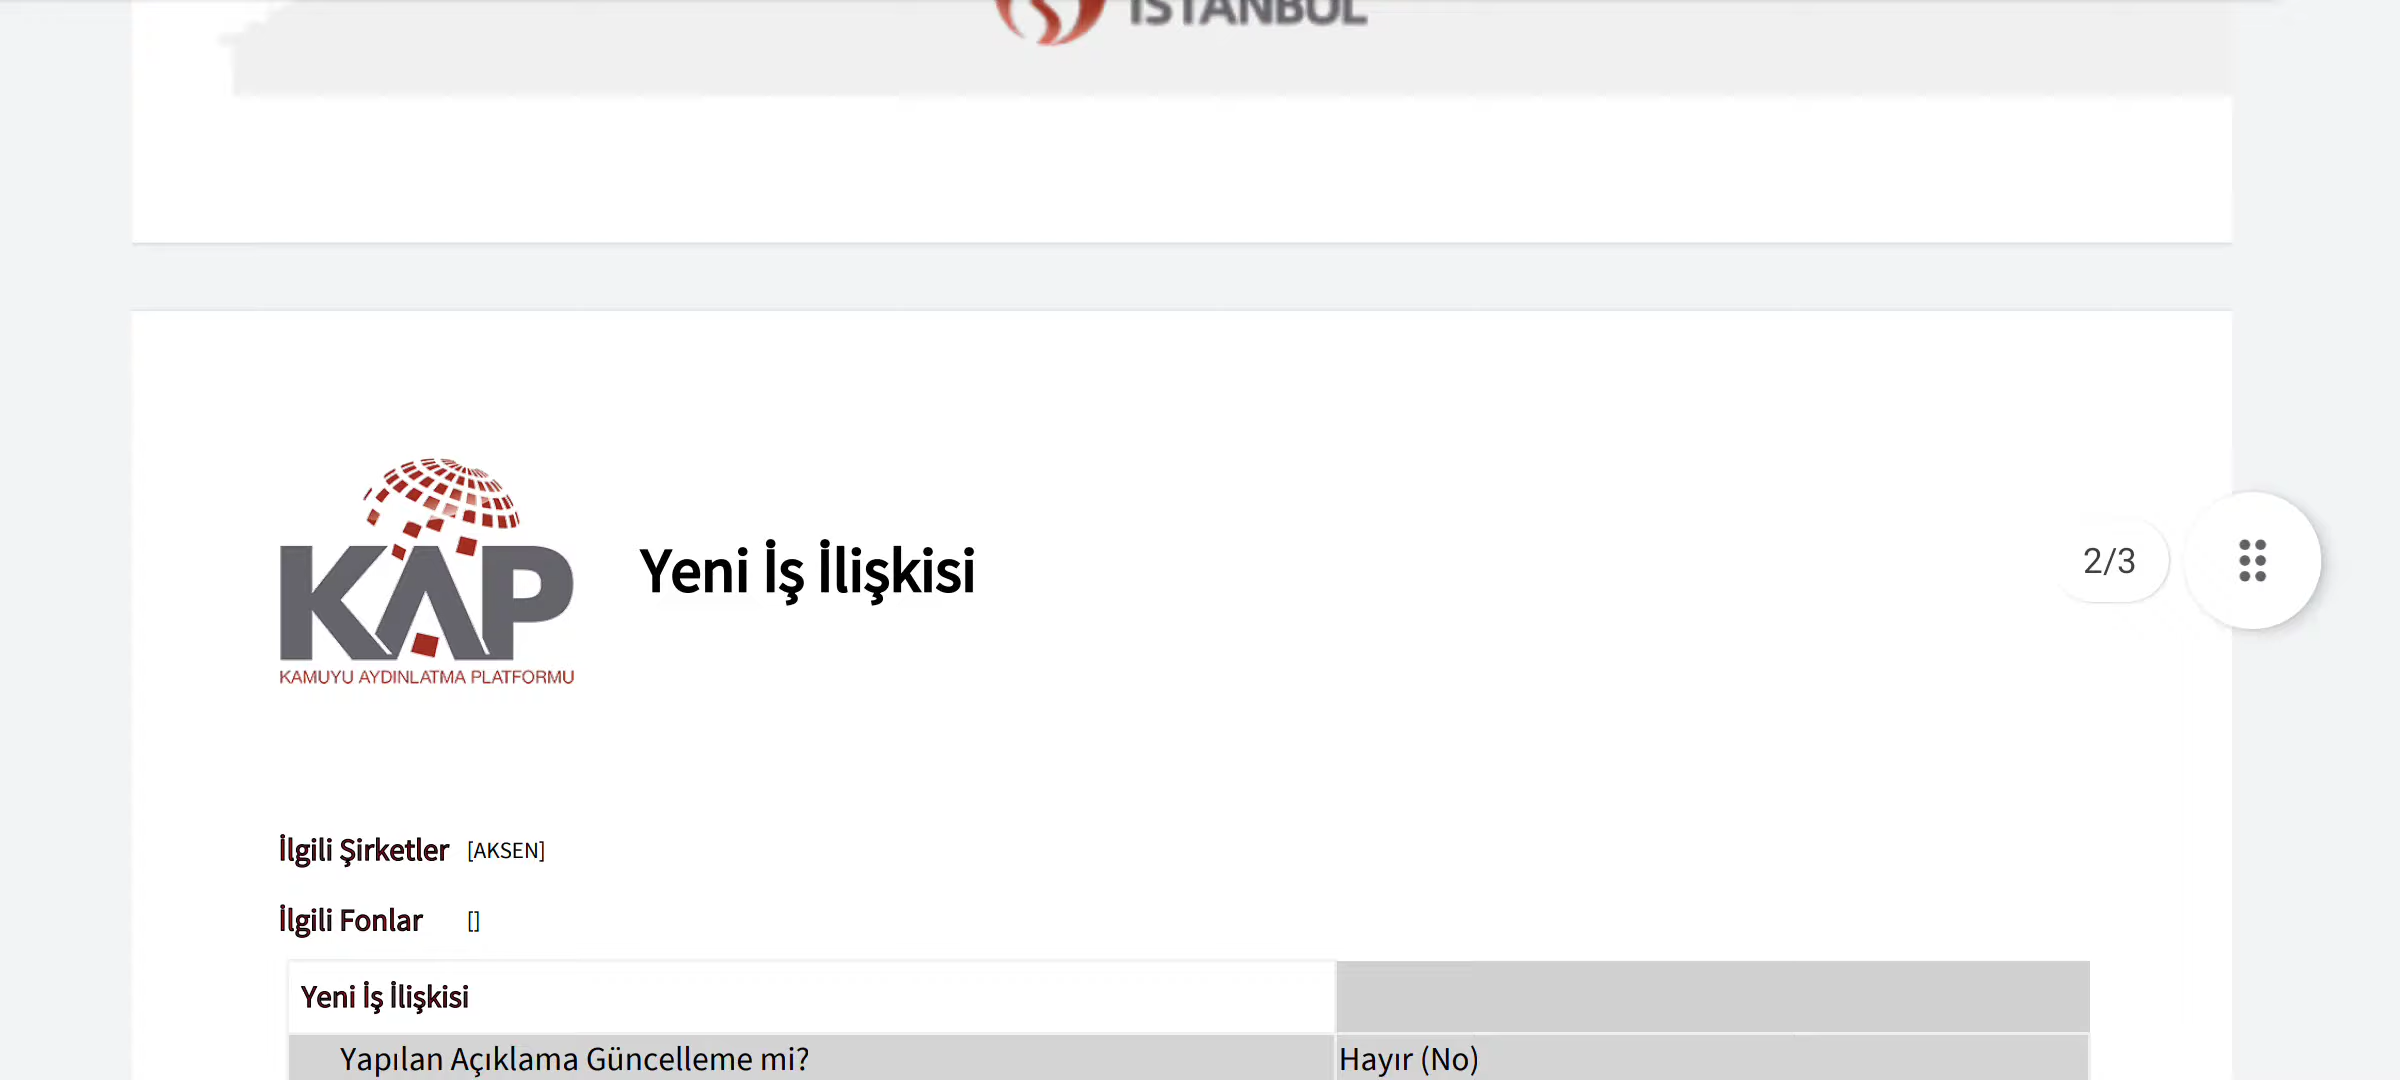 İSTANBUL
KAP
KAMUYU AYDINLATMA PLATFORMU
Yeni İş İlişkisi
2/3
İlgili Şirketler [AKSEN]
İlgili Fonlar []
Yeni İş İlişkisi
Yapılan Açıklama Güncelleme mi? Hayır (No)